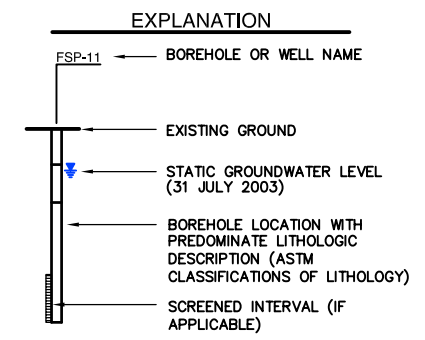 EXPLANATION
FSP-11
BOREHOLE OR WELL NAME
EXISTING GROUND
STATIC GROUNDWATER LEVEL
(31 JULY 2003)
BOREHOLE LOCATION WITH
PREDOMINATE LITHOLOGIC
DESCRIPTION (ASTM
CLASSIFICATIONS OF LITHOLOGY)
SCREENED INTERVAL (IF
APPLICABLE)